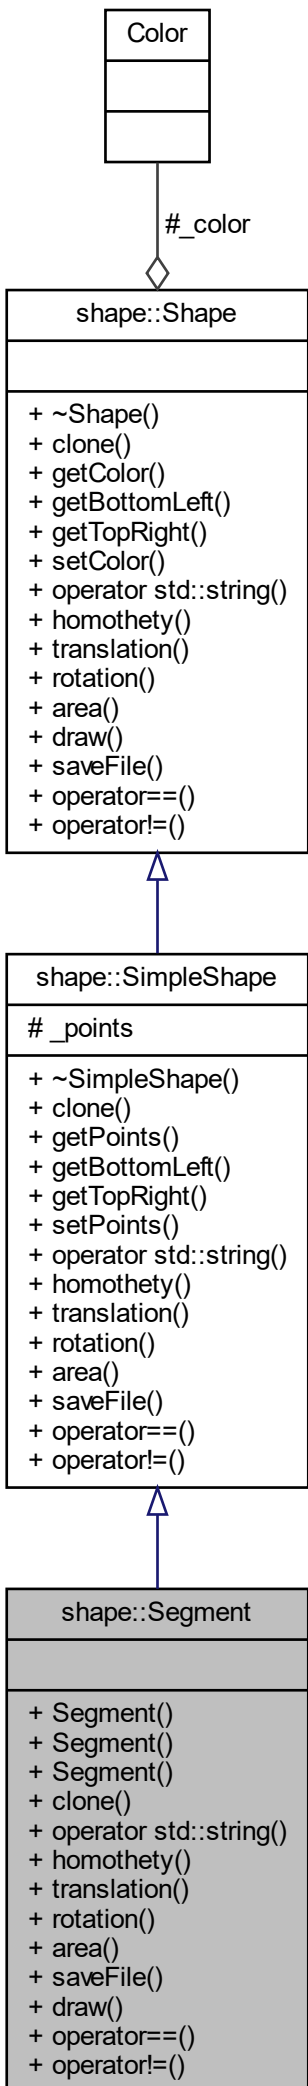 Color
#_color
shape::Shape
+ ~Shape()
+ clone()
+ getColor()
+ getBottomLeft()
+ getTopRight()
+ setColor()
+ operator std::string()
+ homothety()
+ translation()
+ rotation()
+ area()
+ draw()
+ saveFile()
+ operator==()
+ operator!=()
shape::SimpleShape
# _points
+ ~SimpleShape()
+ clone()
+ getPoints()
+ getBottomLeft()
+ getTopRight()
+ setPoints()
+ operator std::string()
+ homothety()
+ translation()
+ rotation()
+ area()
+ saveFile()
+ operator==()
+ operator!=()
shape::Segment
+ Segment()
+ Segment()
+ Segment()
+ clone()
+ operator std::string()
+ homothety()
+ translation()
+ rotation()
+ area()
+ saveFile()
+ draw()
+ operator==()
+ operator!=()